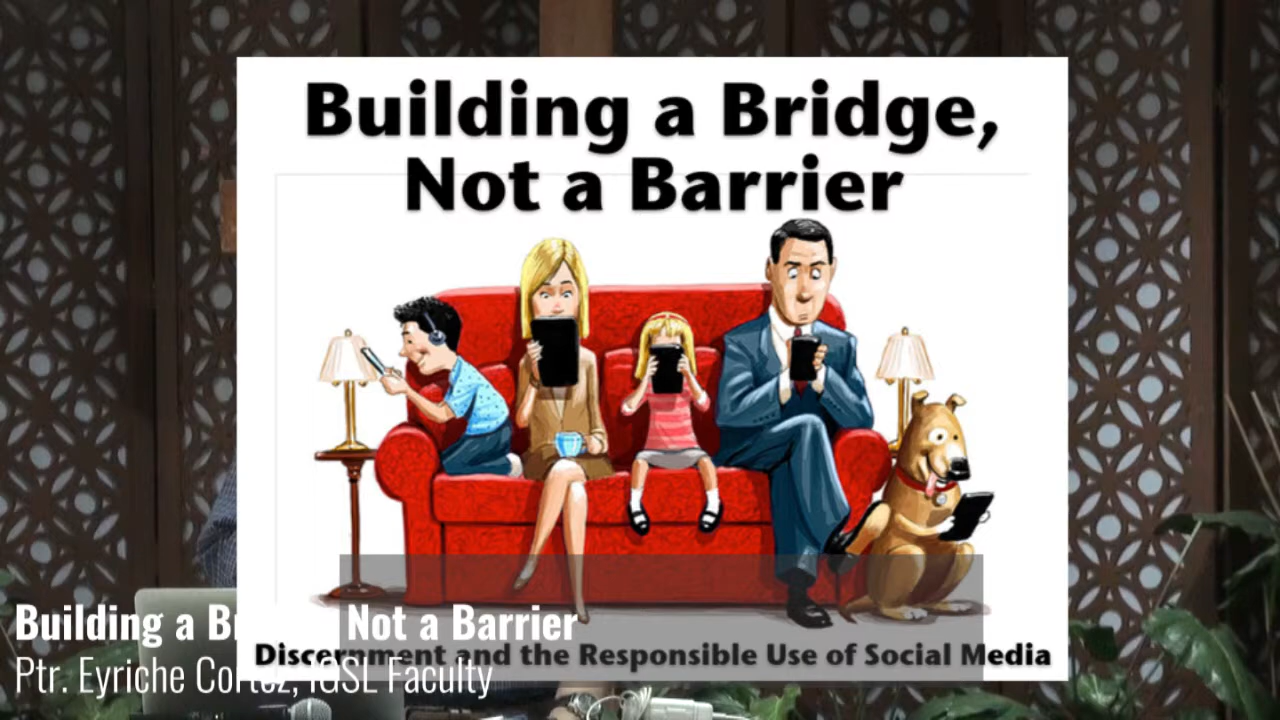 Building a Bridge,
Not a Barrier
Discernment and the Responsible Use of Social Media
Building a Bridge, Not a Barrier
Ptr. Eyriche Cortez, IGSL Faculty